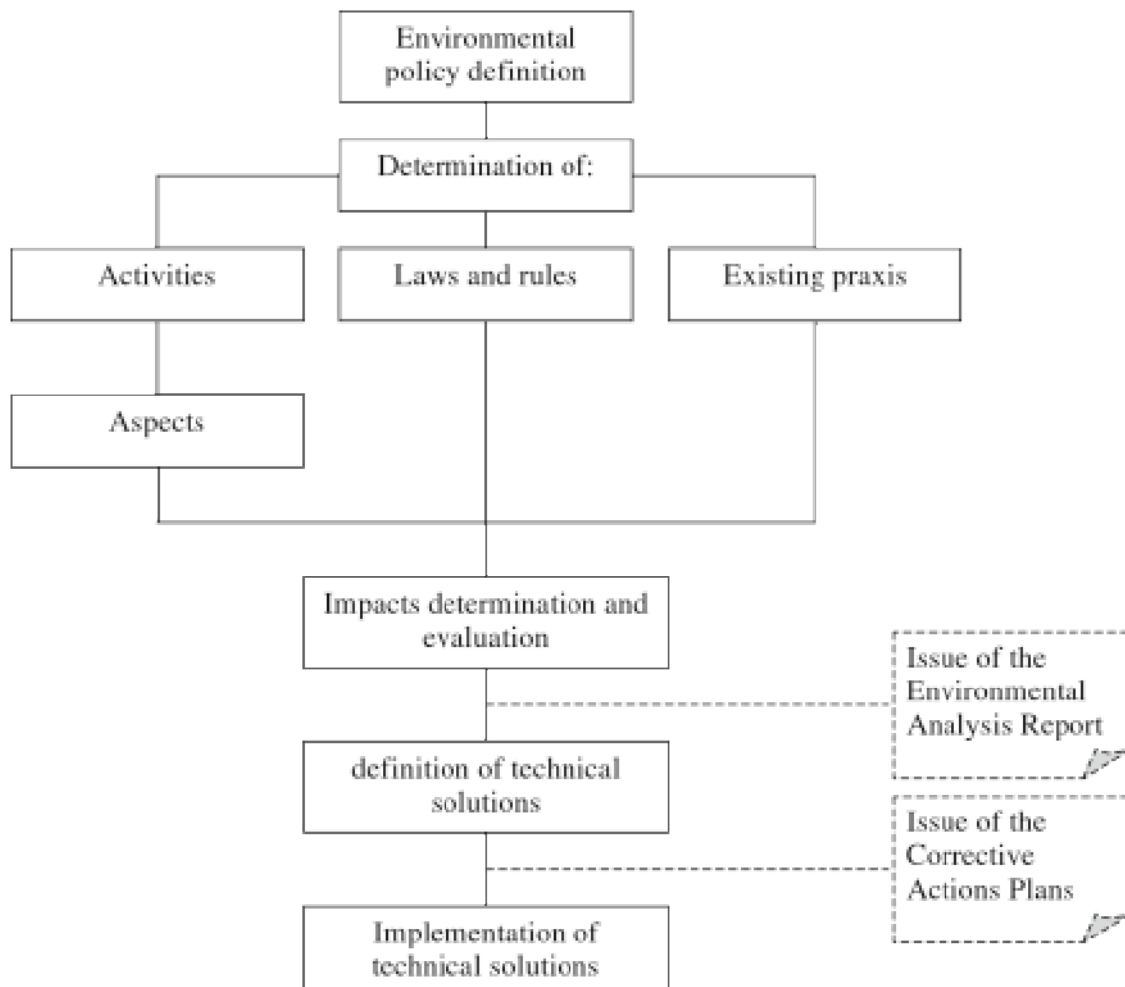 Environmental
policy definition
Determination of:
Activities
Laws and rules
Existing praxis
Aspects
Impacts determination and
evaluation
Issue of the
Environmental
Analysis Report
definition of technical
solutions
Issue of the
Corrective
Actions Plans
Implementation of
technical solutions